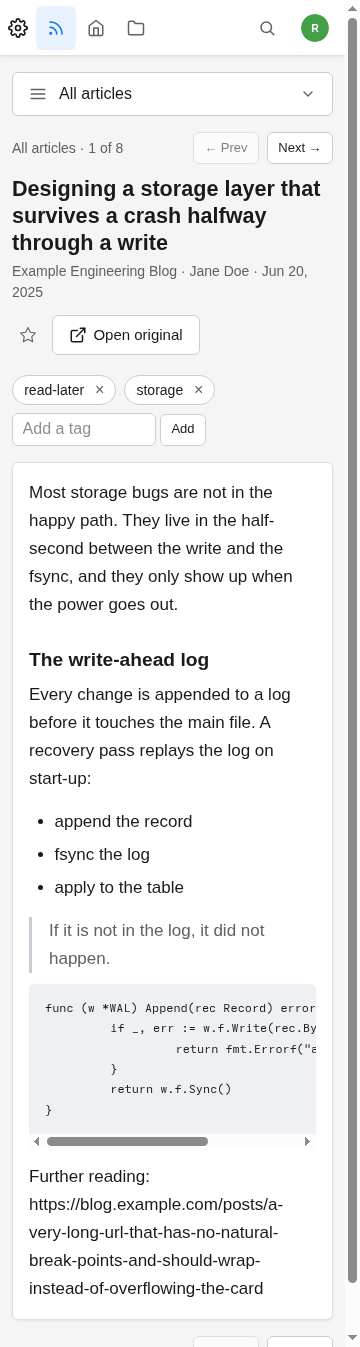 R
All articles
All articles · 1 of 8
← Prev
Next →
Designing a storage layer that
survives a crash halfway
through a write
Example Engineering Blog · Jane Doe · Jun 20,
2025
Open original
read-later ×
storage ×
Add a tag
Add
Most storage bugs are not in the
happy path. They live in the half-
second between the write and the
fsync, and they only show up when
the power goes out.
The write-ahead log
Every change is appended to a log
before it touches the main file. A
recovery pass replays the log on
start-up:
• append the record
• fsync the log
• apply to the table
If it is not in the log, it did not
happen.
func (w *WAL) Append(rec Record) error
if _, err := w.f.Write(rec.By
return fmt.Errorf("a
}
return w.f.Sync()
}
Further reading:
https://blog.example.com/posts/a-
very-long-url-that-has-no-natural-
break-points-and-should-wrap-
instead-of-overflowing-the-card